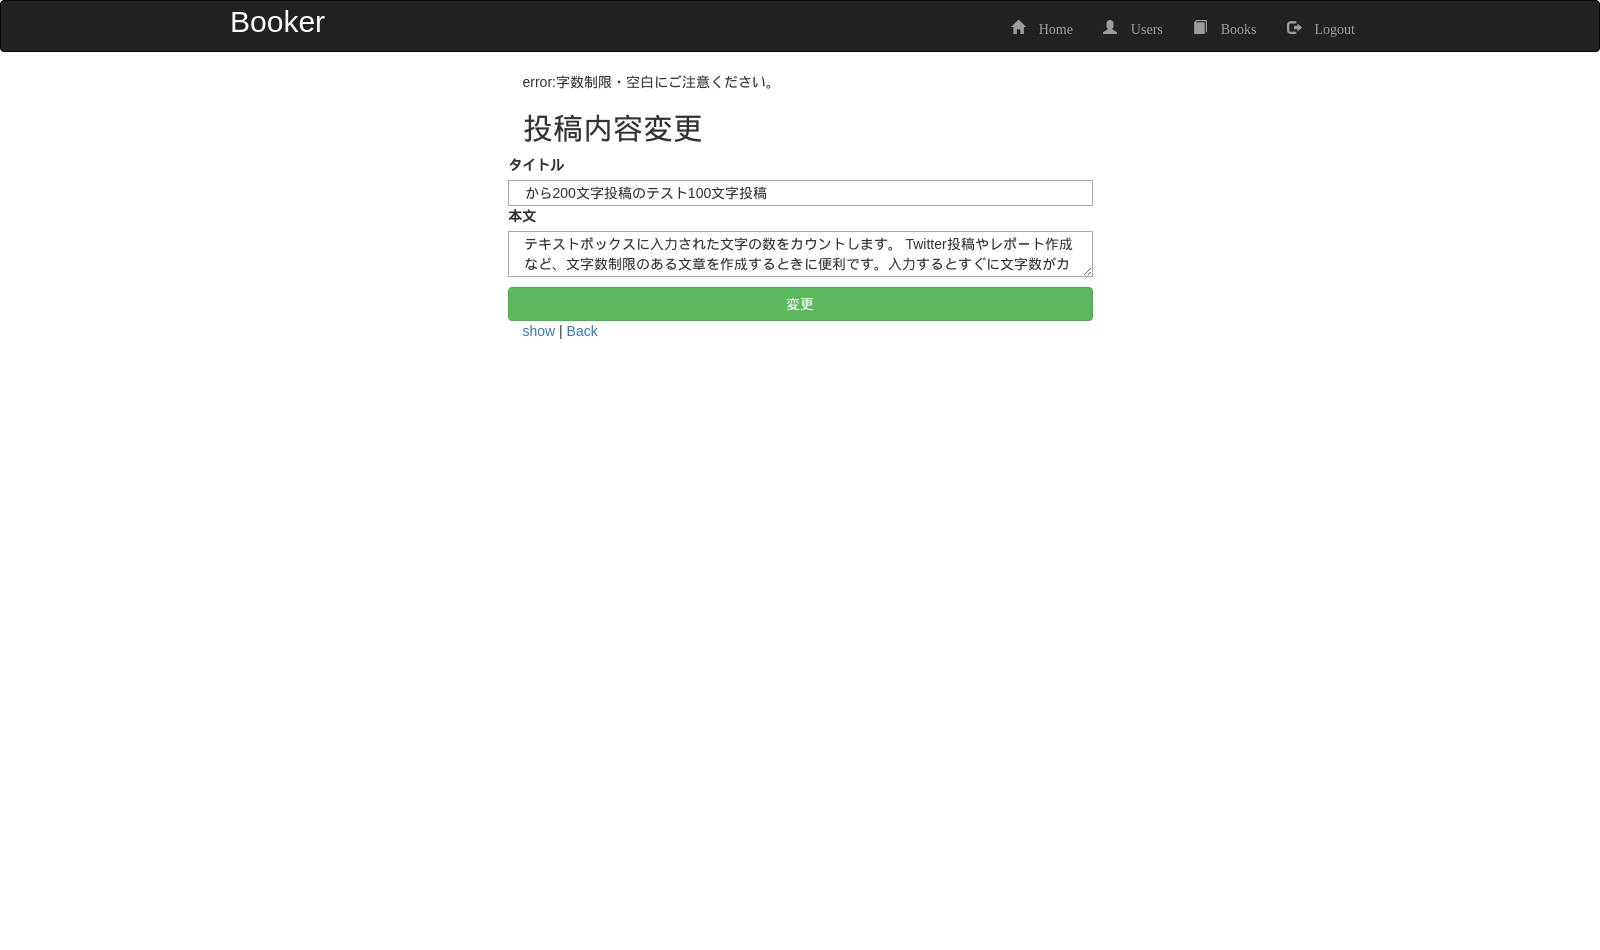 Booker
Home Users Books Logout
error:字数制限・空白にご注意ください。
投稿内容変更
タイトル
から200文字投稿のテスト100文字投稿
本文
テキストボックスに入力された文字の数をカウントします。 Twitter投稿やレポート作成
など、文字数制限のある文章を作成するときに便利です。入力するとすぐに文字数がカ
変更
show | Back